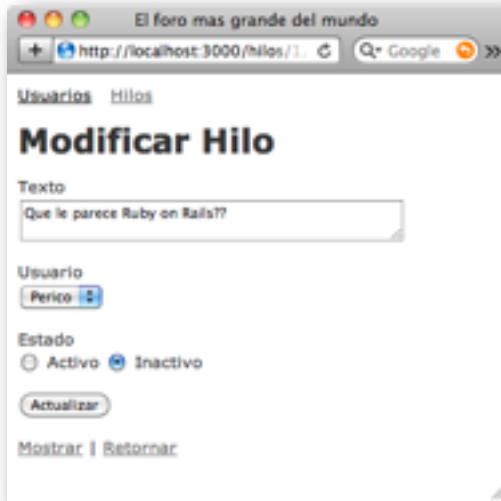 El foro mas grande del mundo
http://localhost:3000/hilos/1. Google
Usuarios Hilos
Modificar Hilo
Texto
Que le parece Ruby on Rails??
Usuario
Perico
Estado
Activo Inactivo
Actualizar
Mostrar | Retornar